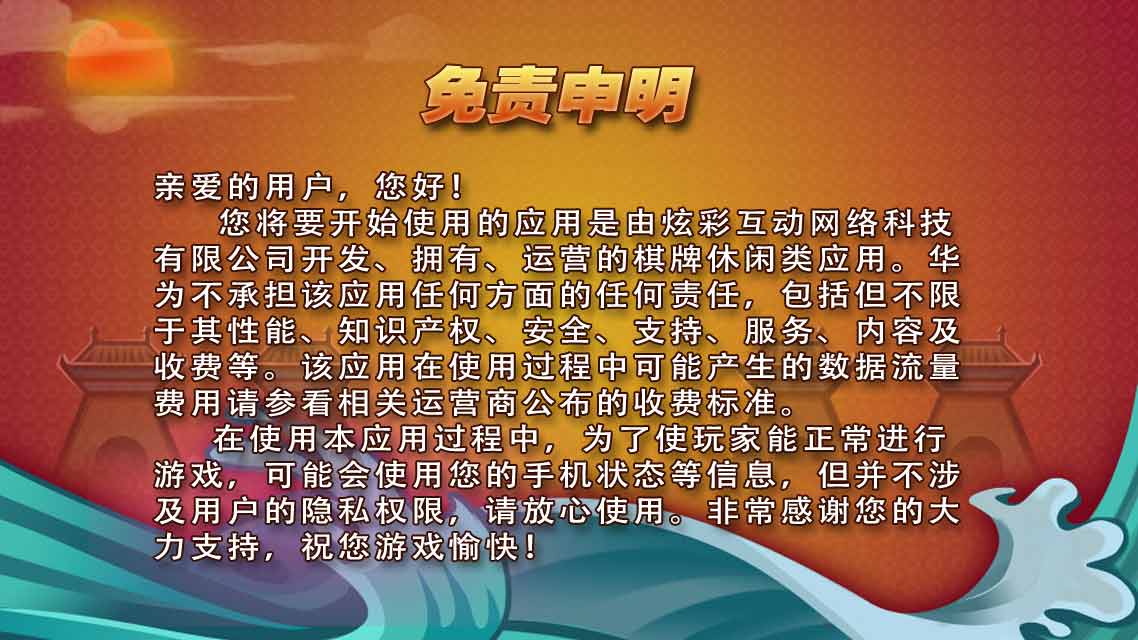 免责申明
亲爱的用户，您好！
您将要开始使用的应用是由炫彩互动网络科技
有限公司开发、拥有、运营的棋牌休闲类应用。华
为不承担该应用任何方面的任何责任，包括但不限
于其性能、知识产权、安全、支持、服务、内容及
收费等。该应用在使用过程中可能产生的数据流量
费用请参看相关运营商公布的收费标准。
在使用本应用过程中，为了使玩家能正常进行
游戏，可能会使用您的手机状态等信息，但并不涉
及用户的隐私权限，请放心使用。非常感谢您的大
力支持，祝您游戏愉快！